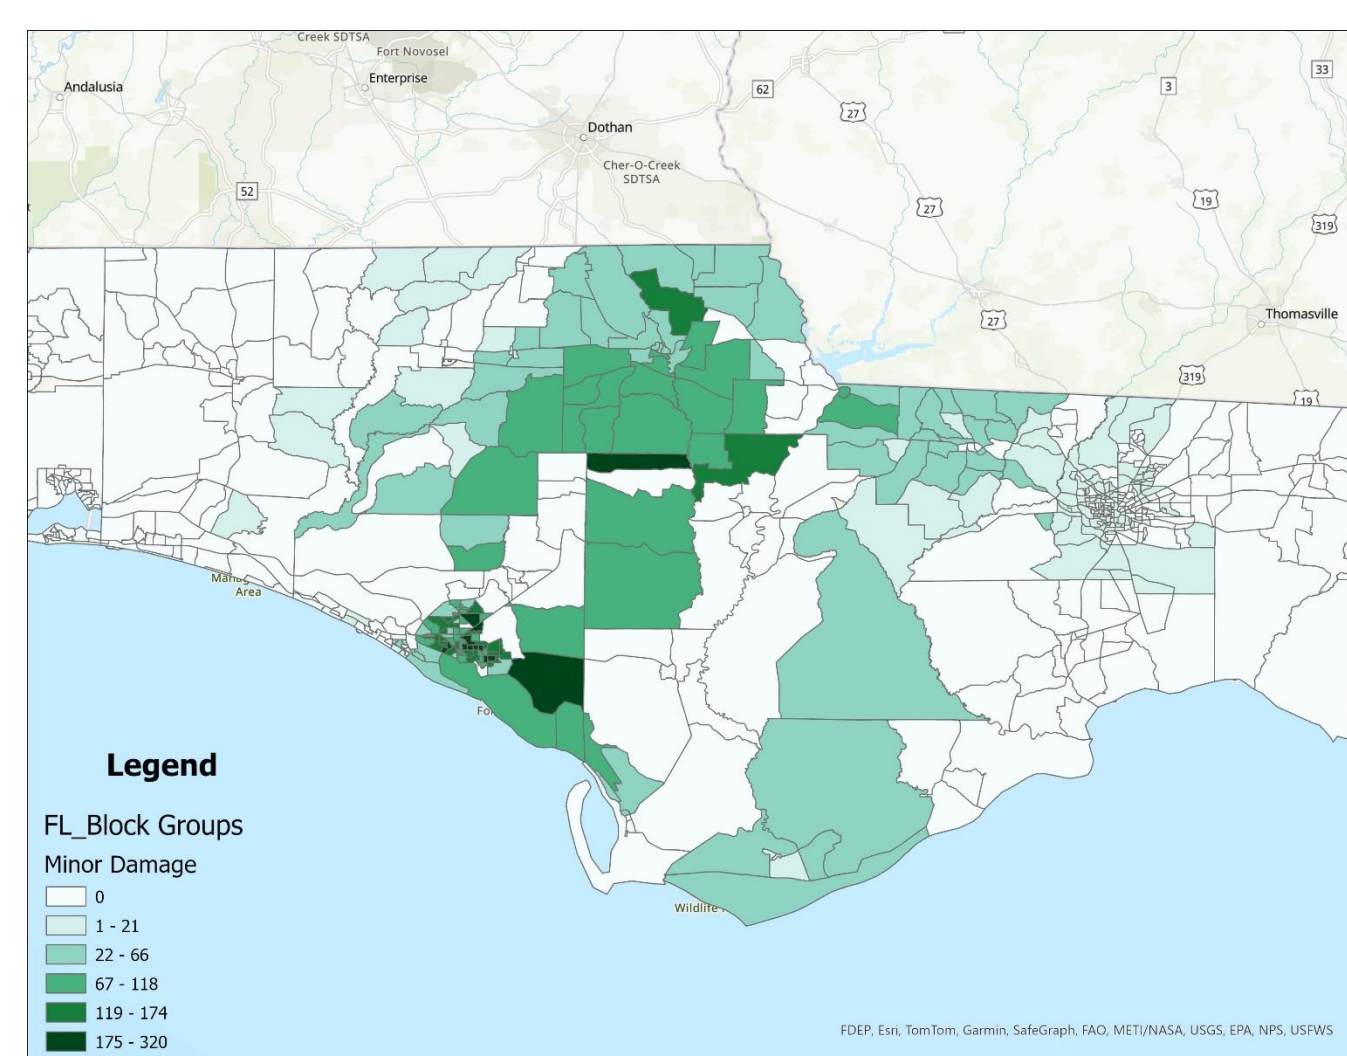 Creek SDTSA
Fort Novosel
Andalusia
Enterprise
33
3
62
27
Dothan
Cher-O-Creek
SDTSA
52
19
27
319
27
Thomasville
319
19
Area
Legend
FL_Block Groups
Minor Damage
0
1 - 21
22 - 66
67 - 118
119 - 174
175 - 320
Wildlife
FDEP, Esri, TomTom, Garmin, SafeGraph, FAO, METI/NASA, USGS, EPA, NPS, USFWS